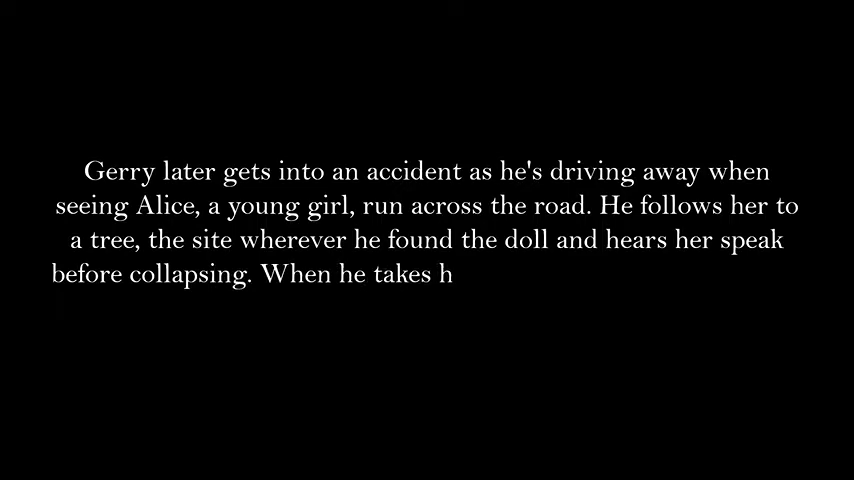 Gerry later gets into an accident as he's driving away when
seeing Alice, a young girl, run across the road. He follows her to
a tree, the site wherever he found the doll and hears her speak
before collapsing. When he takes h